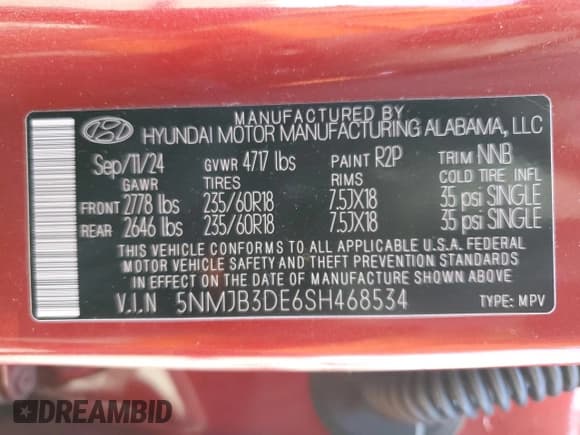 MANUFACTURED BY
HYUNDAI MOTOR MANUFACTURING ALABAMA, LLC
Sep/11/24 GVWR 4717 lbs PAINT R2P TRIM NNB
GAWR TIRES RIMS COLD TIRE INFL
FRONT 2778 lbs 235/60R18 7.5JX18 35 psi SINGLE
REAR 2646 lbs 235/60R18 7.5JX18 35 psi SINGLE
THIS VEHICLE CONFORMS TO ALL APPLICABLE U.S.A. FEDERAL
MOTOR VEHICLE SAFETY AND THEFT PREVENTION STANDARDS
IN EFFECT ON THE DATE OF MANUFACTURE SHOWN ABOVE.
V.I.N 5NMJB3DE6SH468534 TYPE: MPV
DREAMBID